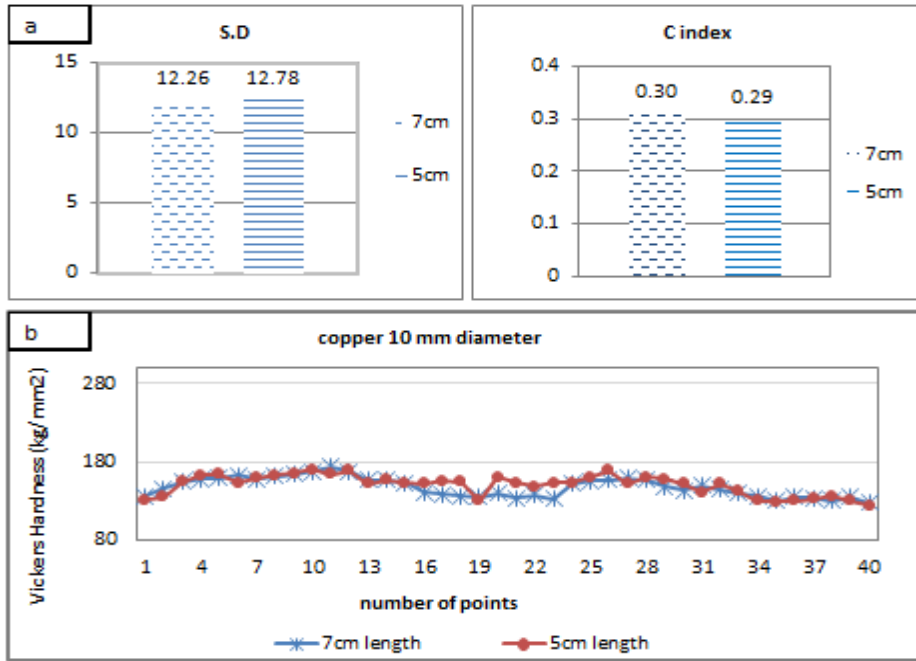 a
S.D
15
10
5
0
12.26 12.78
7cm
5cm
C index
0.4
0.3
0.2
0.1
0
0.30 0.29
7cm
5cm
b
copper 10 mm diameter
Vickers Hardness (kg/mm2)
280
180
80
1 4 7 10 13 16 19 22 25 28 31 34 37 40
number of points
7cm length 5cm length